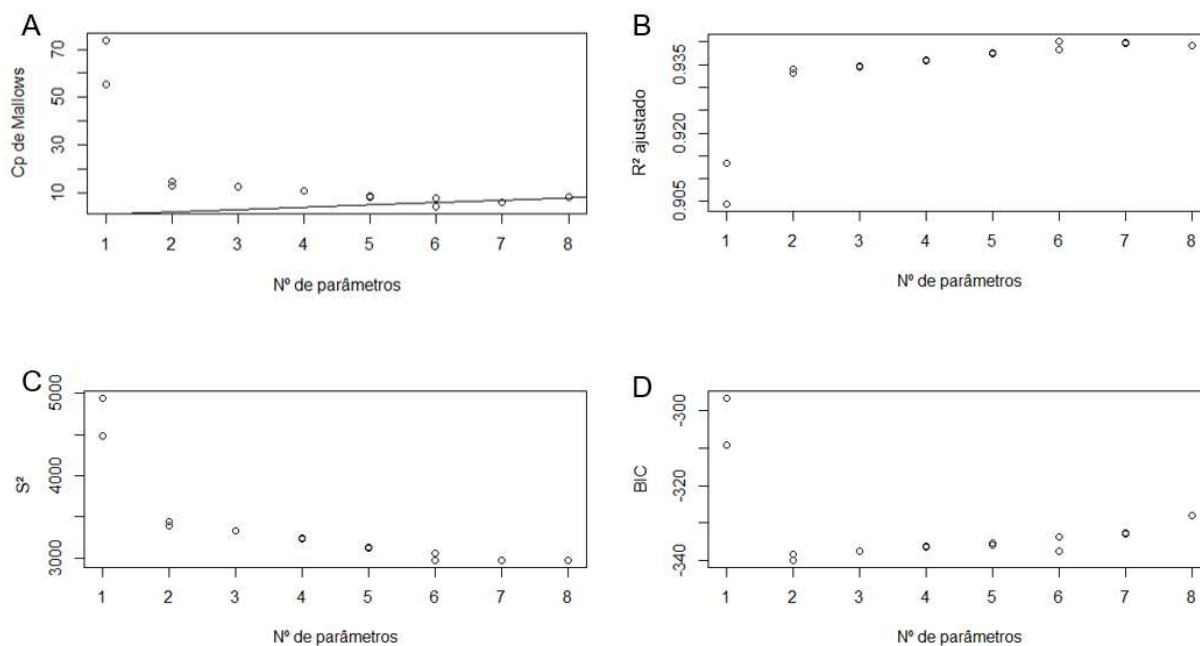 A
Cp de Mallows
10 30 50 70
1 2 3 4 5 6 7 8
Nº de parâmetros
B
R² ajustado
0.905 0.920 0.935
1 2 3 4 5 6 7 8
Nº de parâmetros
C
S²
3000 4000 5000
1 2 3 4 5 6 7 8
Nº de parâmetros
D
BIC
-340 -320 -300
1 2 3 4 5 6 7 8
Nº de parâmetros